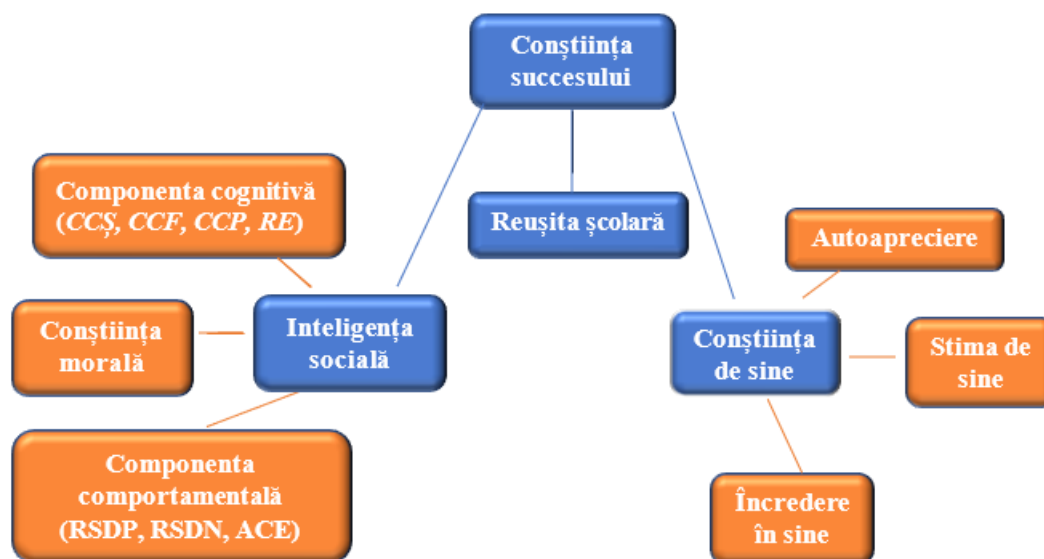 Conștiința
succesului
Componenta cognitivă
(CCȘ, CCF, CCP, RE)
Reușita școlară
Autoapreciere
Conștiința
morală
Inteligența
socială
Conștiința
de sine
Stima de
sine
Componenta
comportamentală
(RSDP, RSDN, ACE)
Încredere
în sine